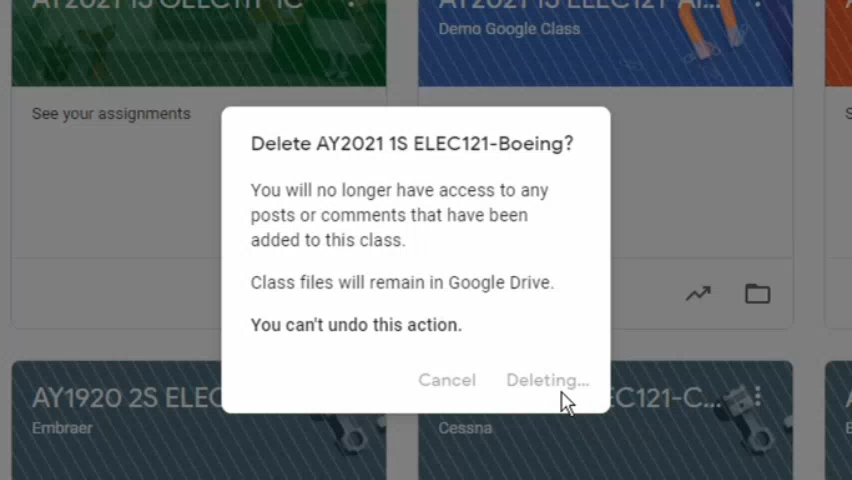 Demo Google Class
See your assignments
Delete AY2021 1S ELEC121-Boeing?
You will no longer have access to any
posts or comments that have been
added to this class.
Class files will remain in Google Drive.
You can't undo this action.
Cancel
Deleting...
AY1920 2S ELEC
C121-C...
Embraer
Cessna